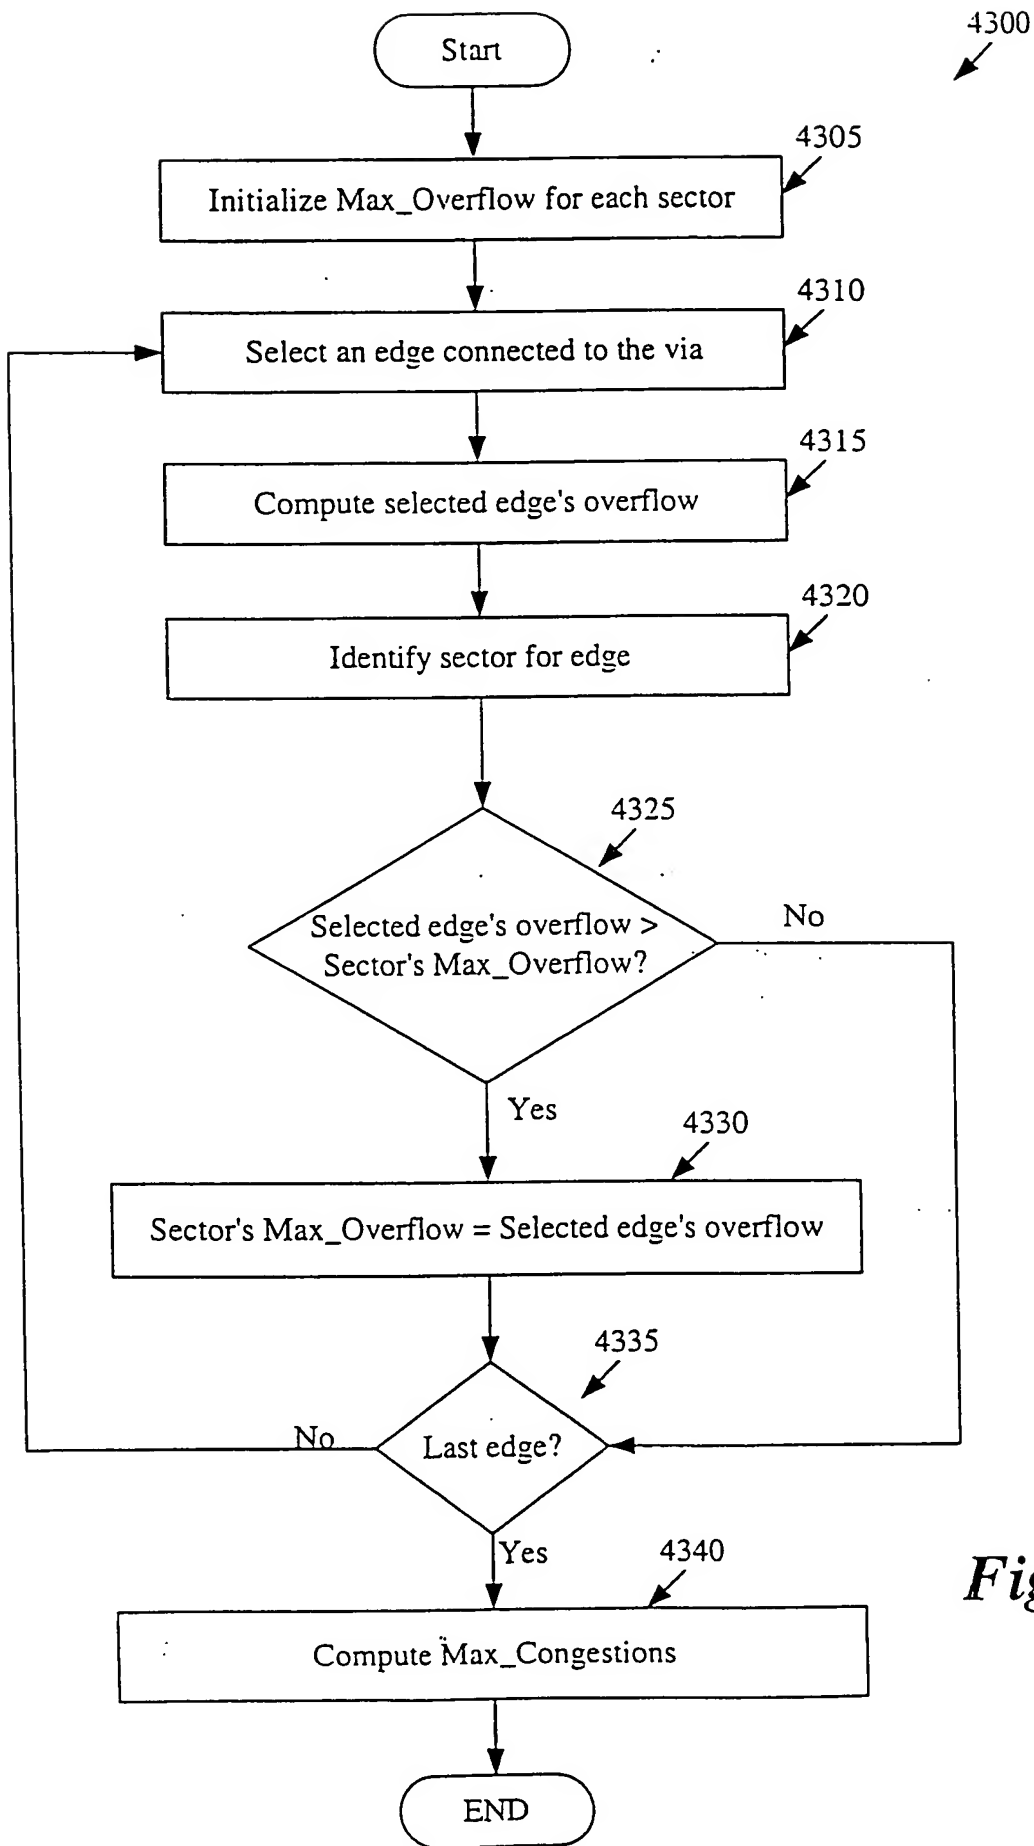 4300
Start
4305
Initialize Max_Overflow for each sector
4310
Select an edge connected to the via
4315
Compute selected edge's overflow
4320
Identify sector for edge
4325
Selected edge's overflow >
Sector's Max_Overflow?
No
Yes
4330
Sector's Max_Overflow = Selected edge's overflow
4335
Last edge?
No
Yes
4340
Compute Max_Congestions
END